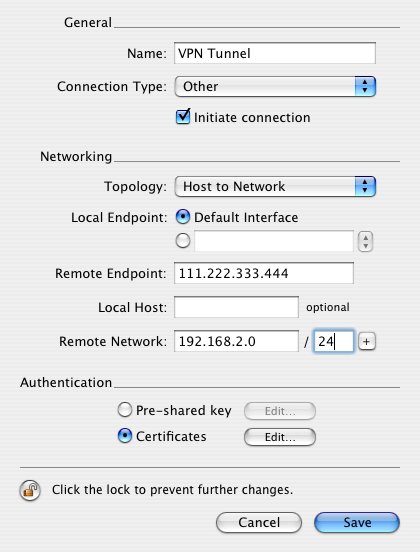 General
Name: VPN Tunnel
Connection Type: Other
Initiate connection
Networking
Topology: Host to Network
Local Endpoint: Default Interface
Remote Endpoint: 111.222.333.444
Local Host: optional
Remote Network: 192.168.2.0 / 24 +
Authentication
Pre-shared key Edit...
Certificates Edit...
Click the lock to prevent further changes.
Cancel Save